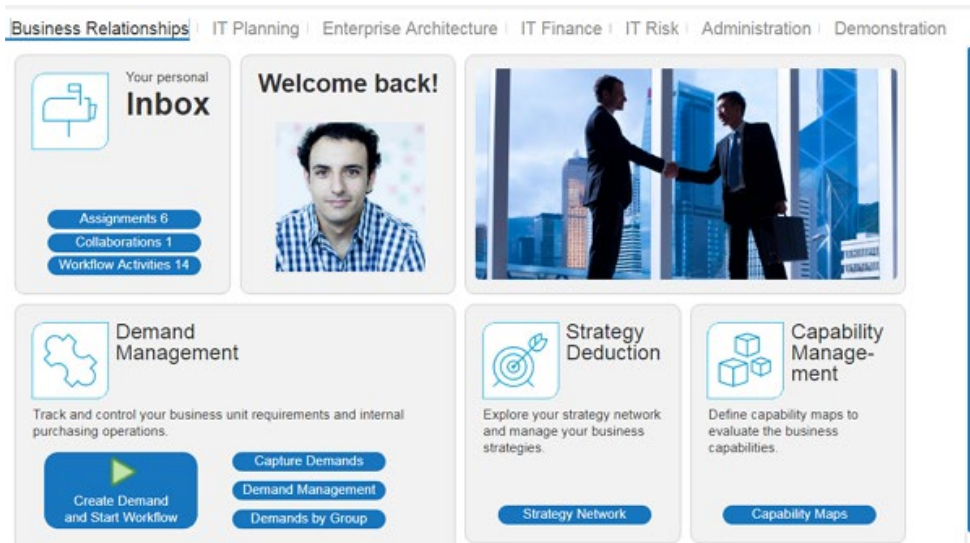 Business Relationships IT Planning Enterprise Architecture IT Finance IT Risk Administration Demonstration
Your personal
Inbox
Assignments 6
Collaborations 1
Workflow Activities 14
Welcome back!
Demand
Management
Track and control your business unit requirements and internal
purchasing operations.
Create Demand
and Start Workflow
Capture Demands
Demand Management
Demands by Group
Strategy
Deduction
Explore your strategy network
and manage your business
strategies.
Strategy Network
Capability
Manage-
ment
Define capability maps to
evaluate the business
capabilities.
Capability Maps